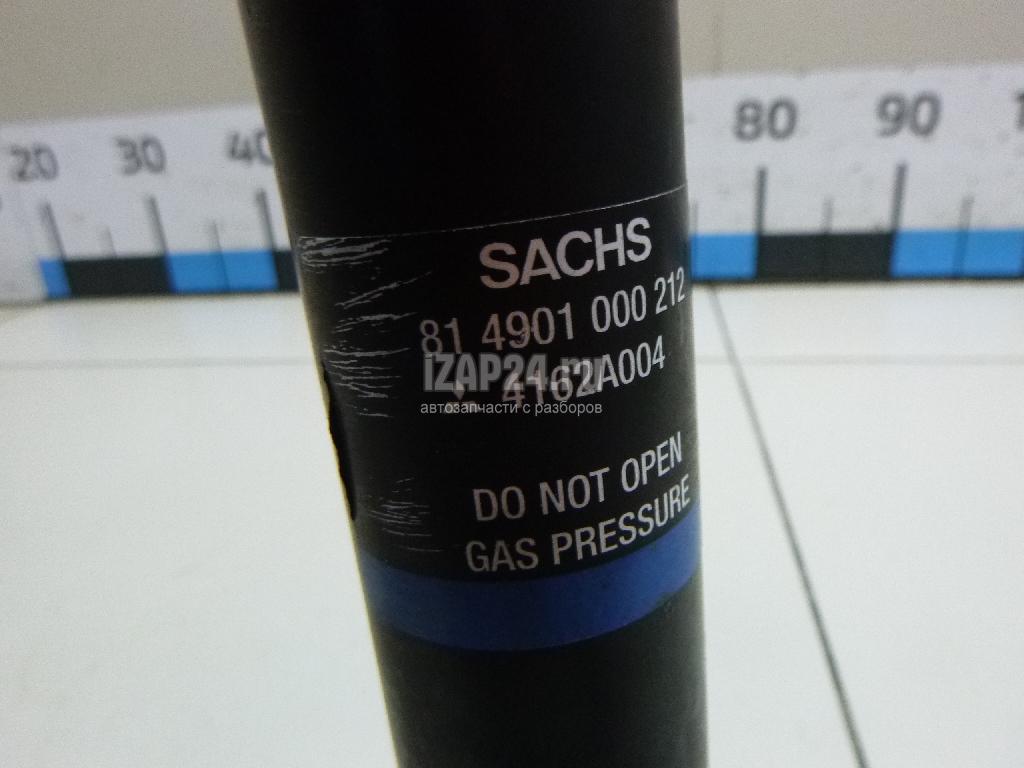 20 30 40 80 90
SACHS
81 4901 000 212
4162A004
iZAP24.ru
автозапчасти с разборов
DO NOT OPEN
GAS PRESSURE